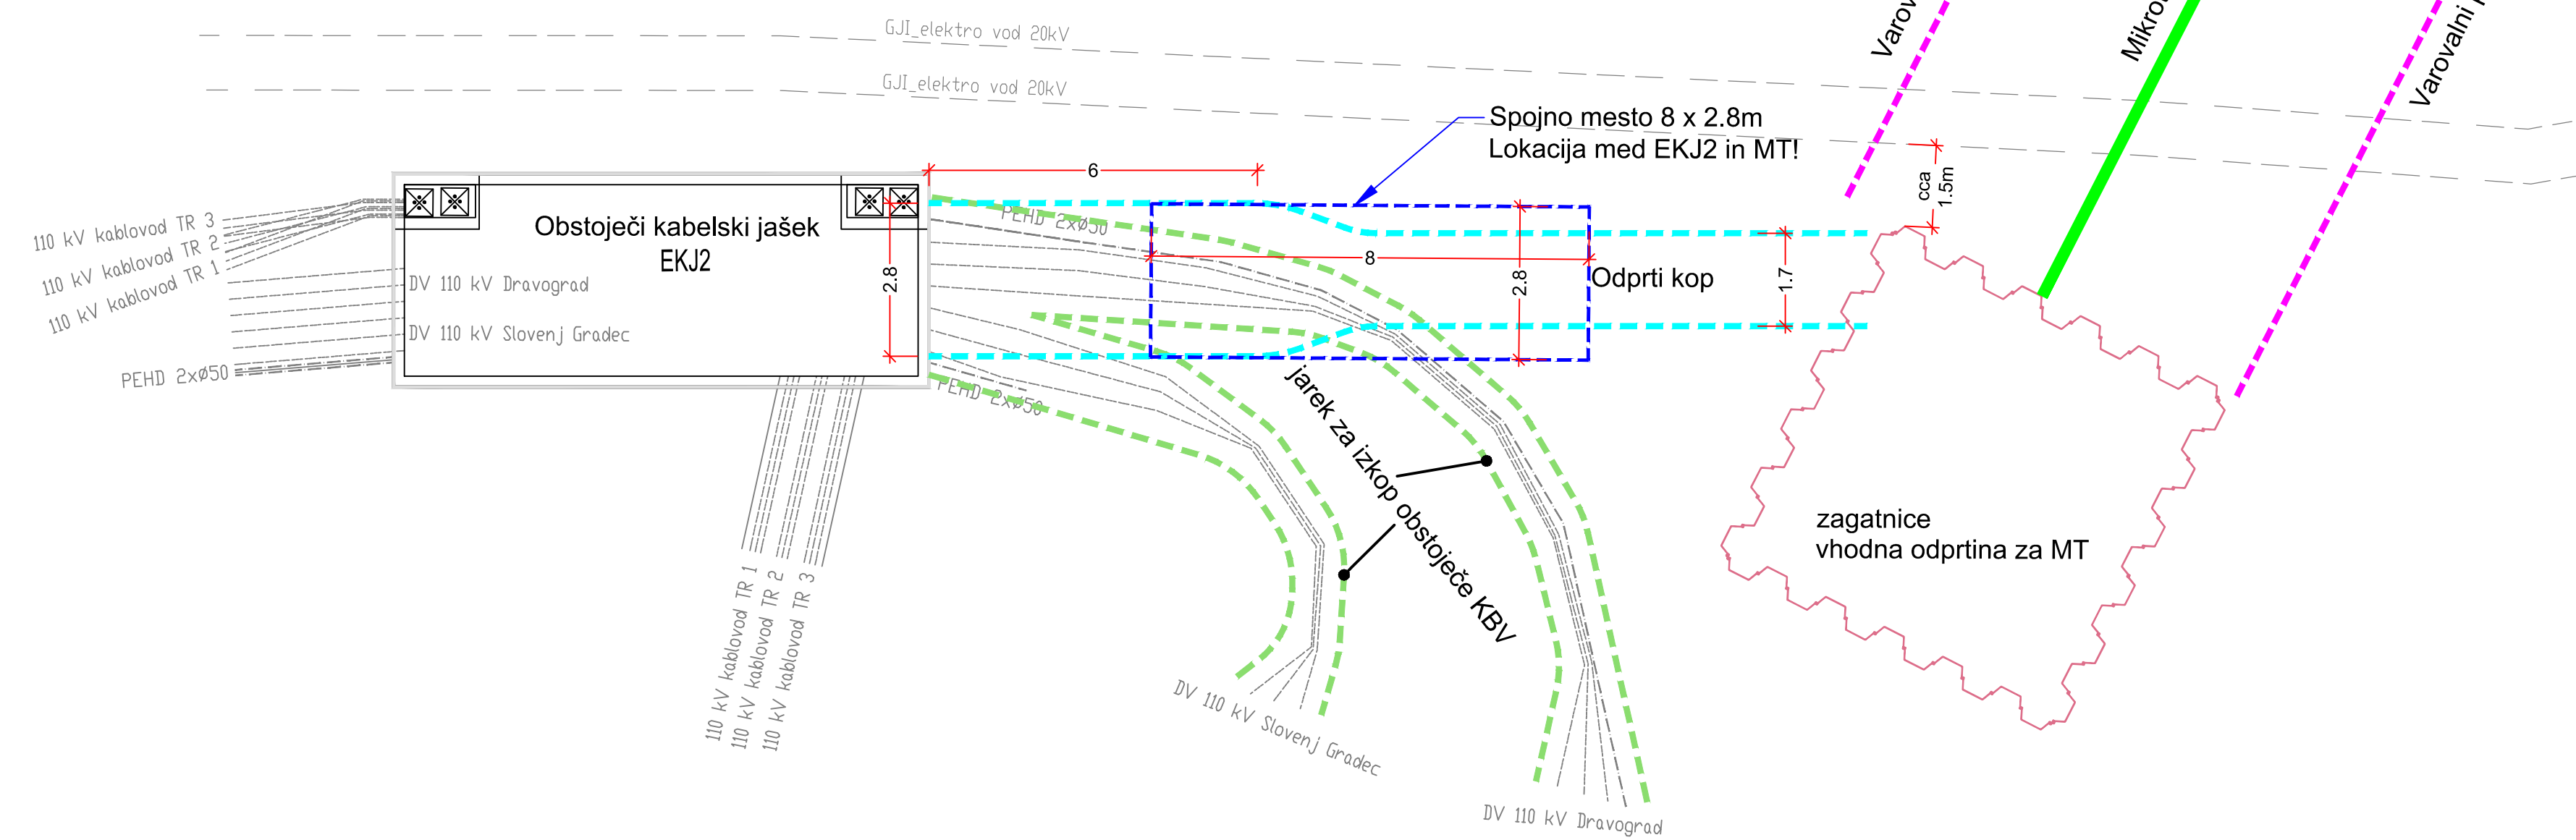 GJI_elektro vod 20kV
GJI_elektro vod 20kV
Spojno mesto 8 x 2.8m
Lokacija med EKJ2 in MT!
6
cca
1.5m
110 kV kablovod TR 3
110 kV kablovod TR 2
110 kV kablovod TR 1
Obstoječi kabelski jašek
EKJ2
DV 110 kV Dravograd
DV 110 kV Slovenj Gradec
2.8
PEHD 2xø50
8
2.8
Odprti kop
1.7
PEHD 2xø50
PEHD 2xø50
jarek za izkop obstoječe KBV
zagatnice
vhodna odprtina za MT
110 kV kablovod TR 1
110 kV kablovod TR 2
110 kV kablovod TR 3
DV 110 kV Slovenj Gradec
DV 110 kV Dravograd
Varovalni